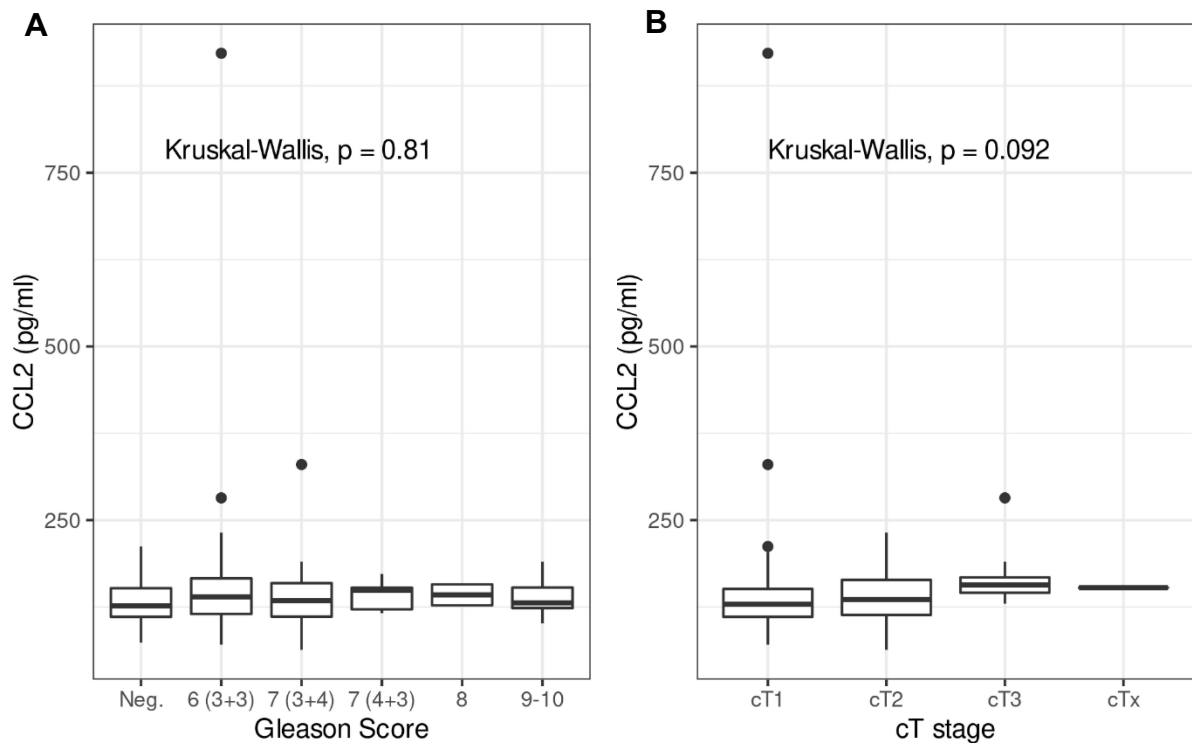 A
Kruskal-Wallis, p = 0.81
750
500
250
CCL2 (pg/ml)
Neg. 6 (3+3) 7 (3+4) 7 (4+3) 8 9-10
Gleason Score
B
Kruskal-Wallis, p = 0.092
750
500
250
CCL2 (pg/ml)
cT1 cT2 cT3 cTx
cT stage